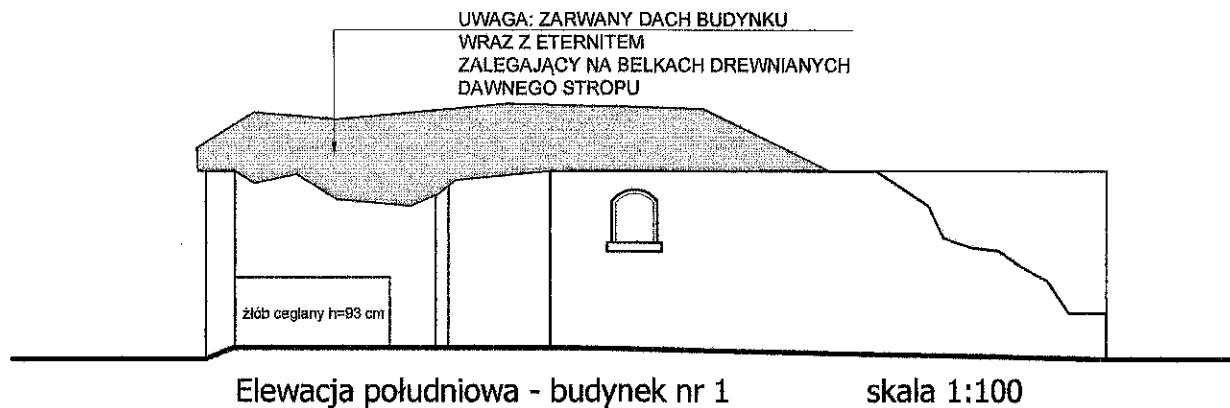 UWAGA: ZARWANY DACH BUDYNKU
WRAZ Z ETERNITEM
ZALEGAJĄCY NA BELKACH DREWNIANYCH
DAWNEGO STROPU
żłób ceglany h=93 cm
Elewacja południowa - budynek nr 1 skala 1:100